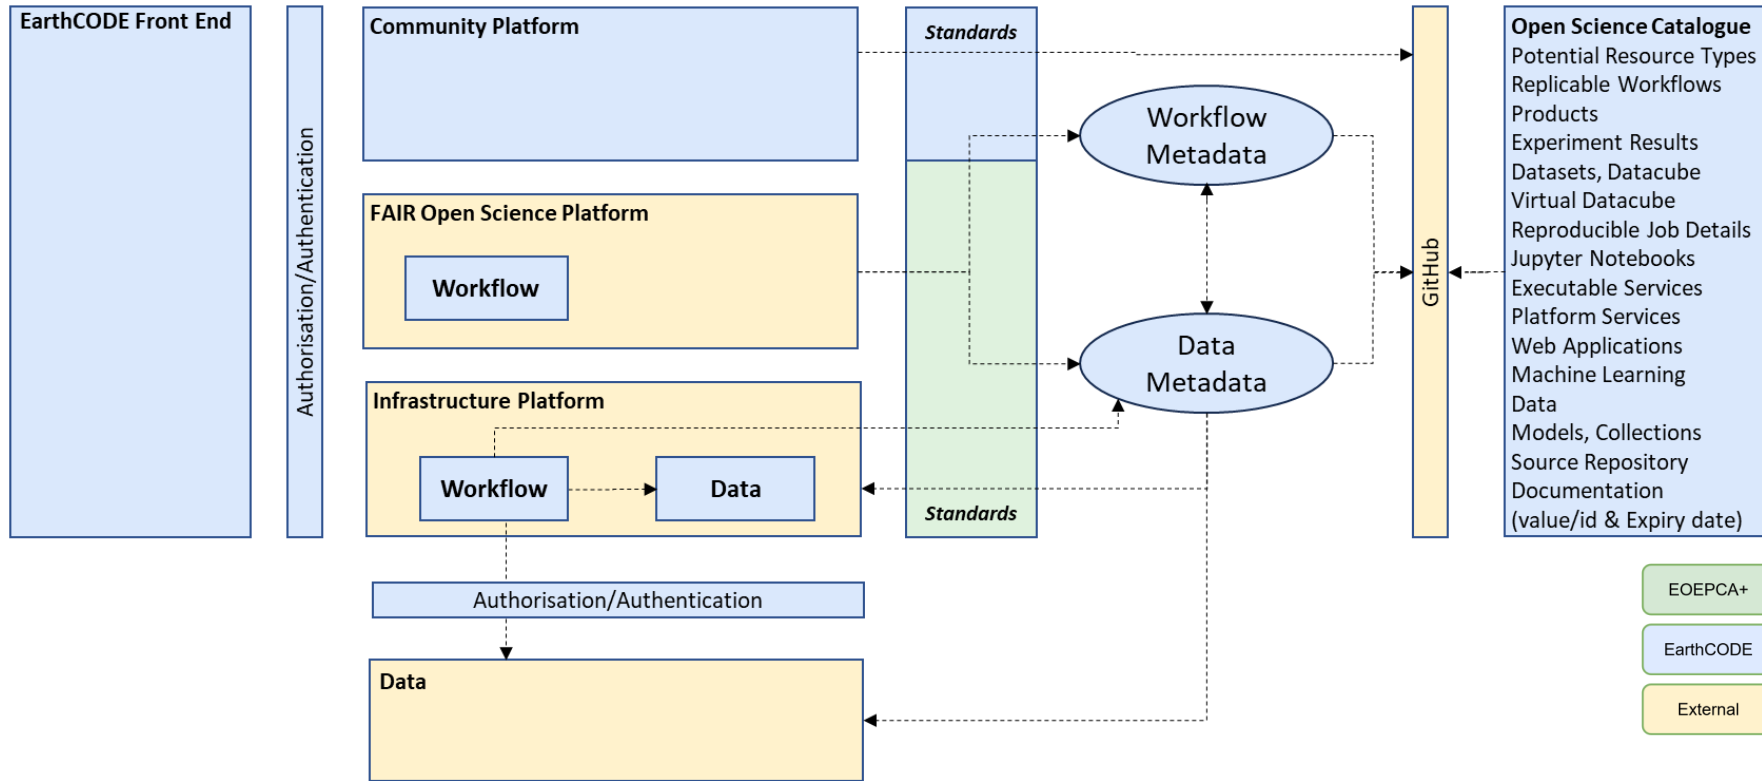 EarthCODE Front End
Authorisation/Authentication
Community Platform
FAIR Open Science Platform
Workflow
Infrastructure Platform
Workflow
Data
Authorisation/Authentication
Data
Standards
Standards
Workflow
Metadata
Data
Metadata
GitHub
Open Science Catalogue
Potential Resource Types
Replicable Workflows
Products
Experiment Results
Datasets, Datacube
Virtual Datacube
Reproducible Job Details
Jupyter Notebooks
Executable Services
Platform Services
Web Applications
Machine Learning
Data
Models, Collections
Source Repository
Documentation
(value/id & Expiry date)
EOEPCA+
EarthCODE
External